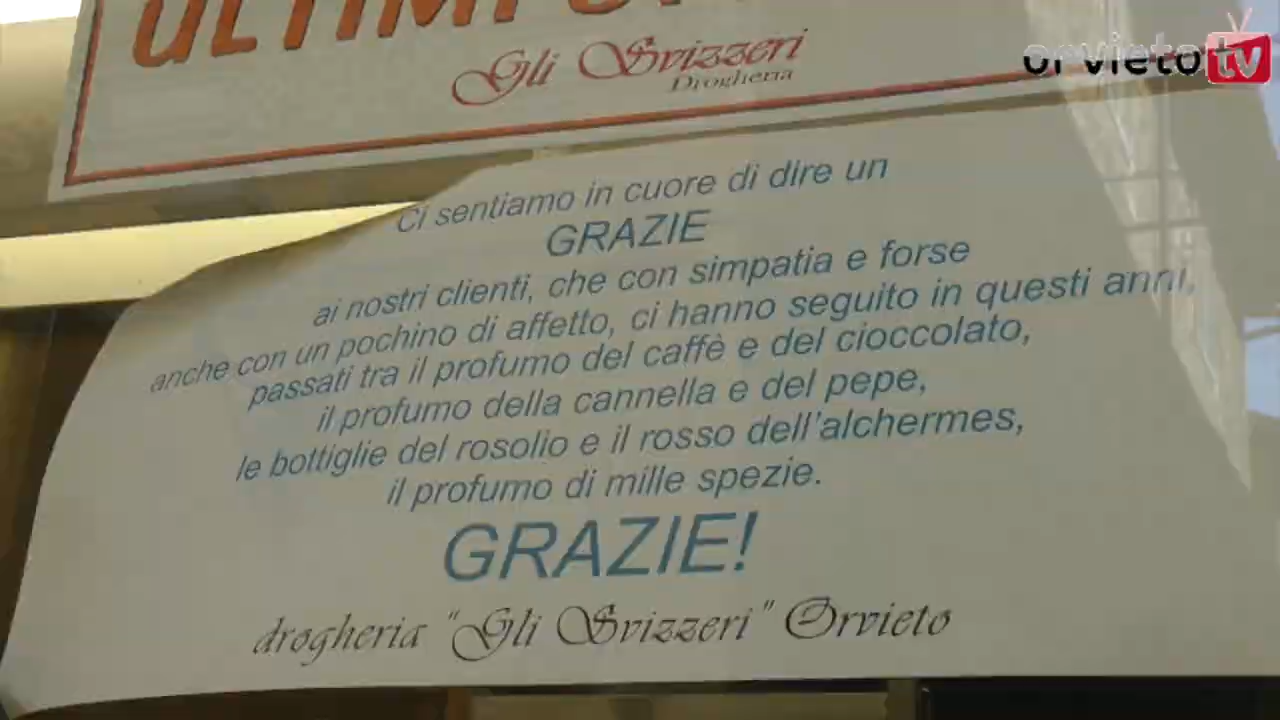 orvieto tv
ULTIMI
Gli Svizzeri
Drogheria
Ci sentiamo in cuore di dire un
GRAZIE
ai nostri clienti, che con simpatia e forse
anche con un pochino di affetto, ci hanno seguito in questi anni,
passati tra il profumo del caffè e del cioccolato,
il profumo della cannella e del pepe,
le bottiglie del rosolio e il rosso dell'alchermes,
il profumo di mille spezie.
GRAZIE!
drogheria "Gli Svizzeri" Orvieto